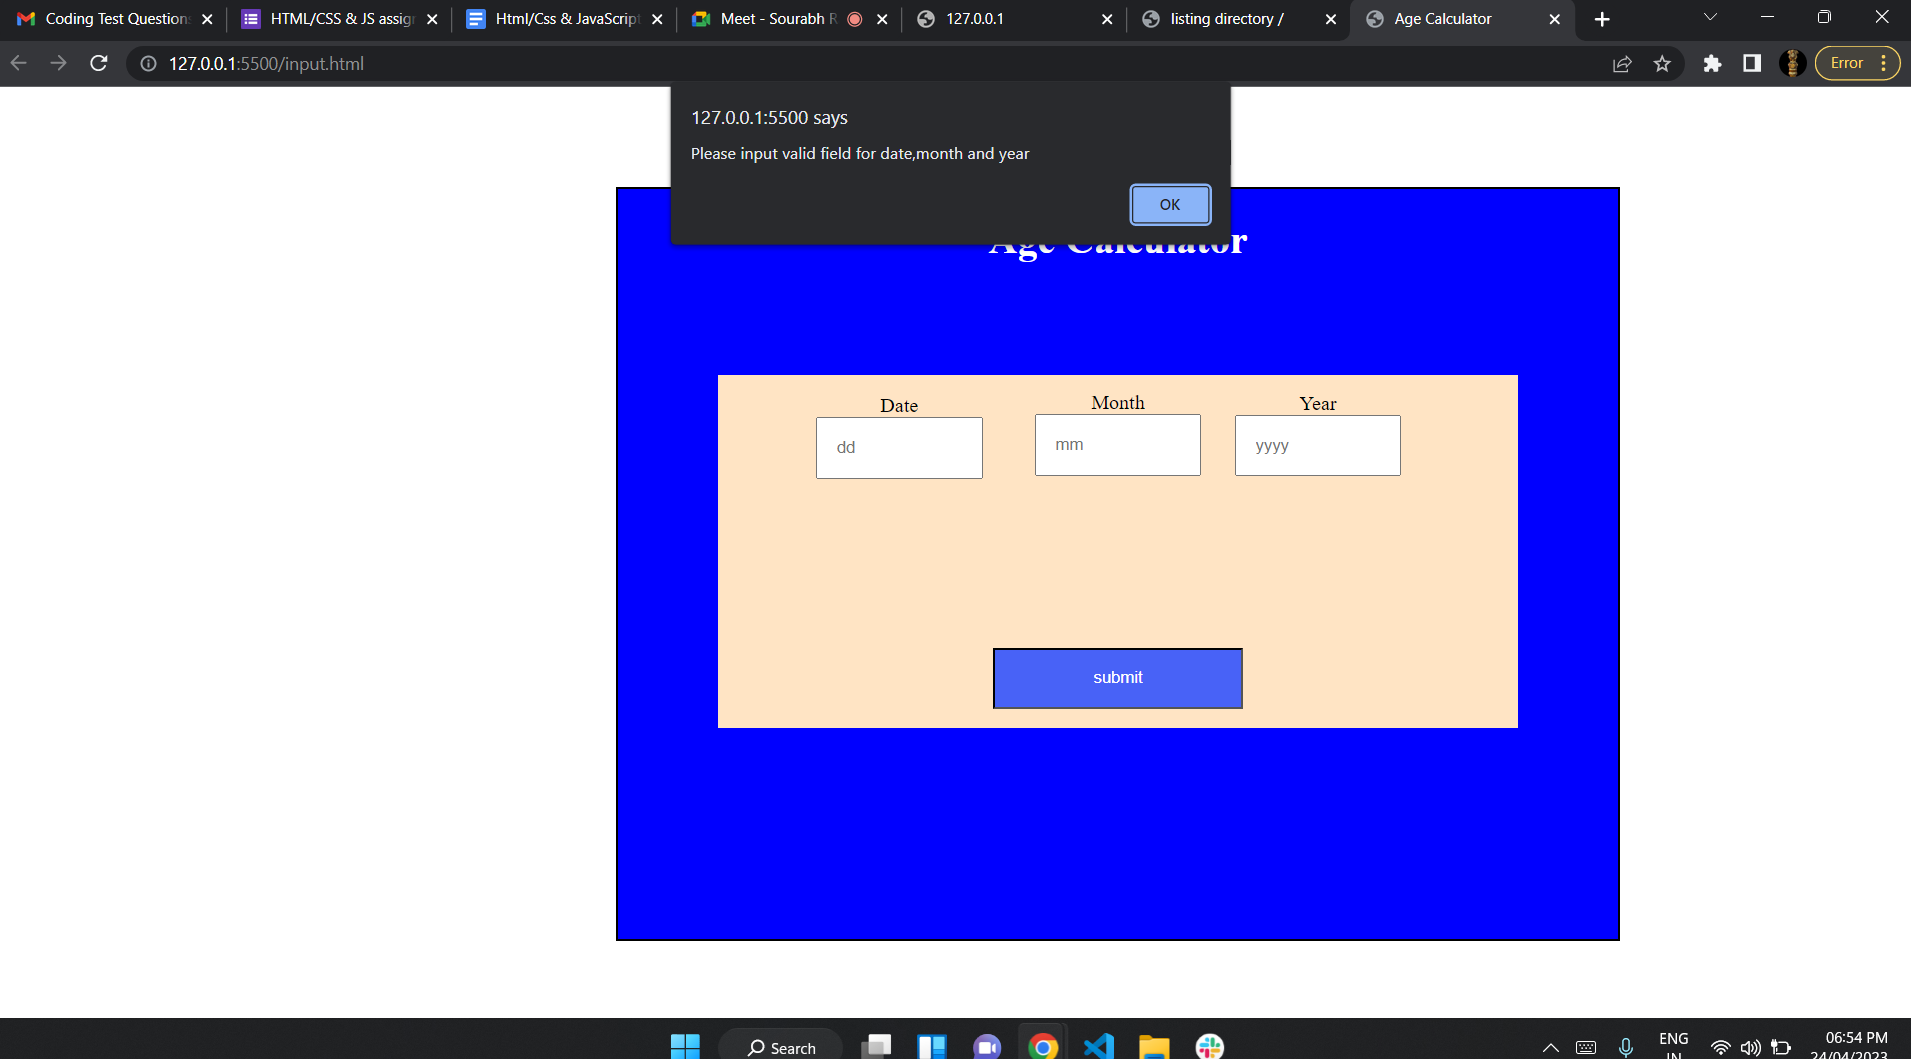 Coding Test Question
HTML/CSS & JS assig
Html/Css & JavaScript
Meet - Sourabh R
127.0.0.1
listing directory /
Age Calculator
127.0.0.1:5500/input.html
Error
127.0.0.1:5500 says
Please input valid field for date,month and year
OK
Age Calculator
Date
Month
Year
dd
mm
yyyy
submit
Search
ENG
IN
06:54 PM
24/04/2023